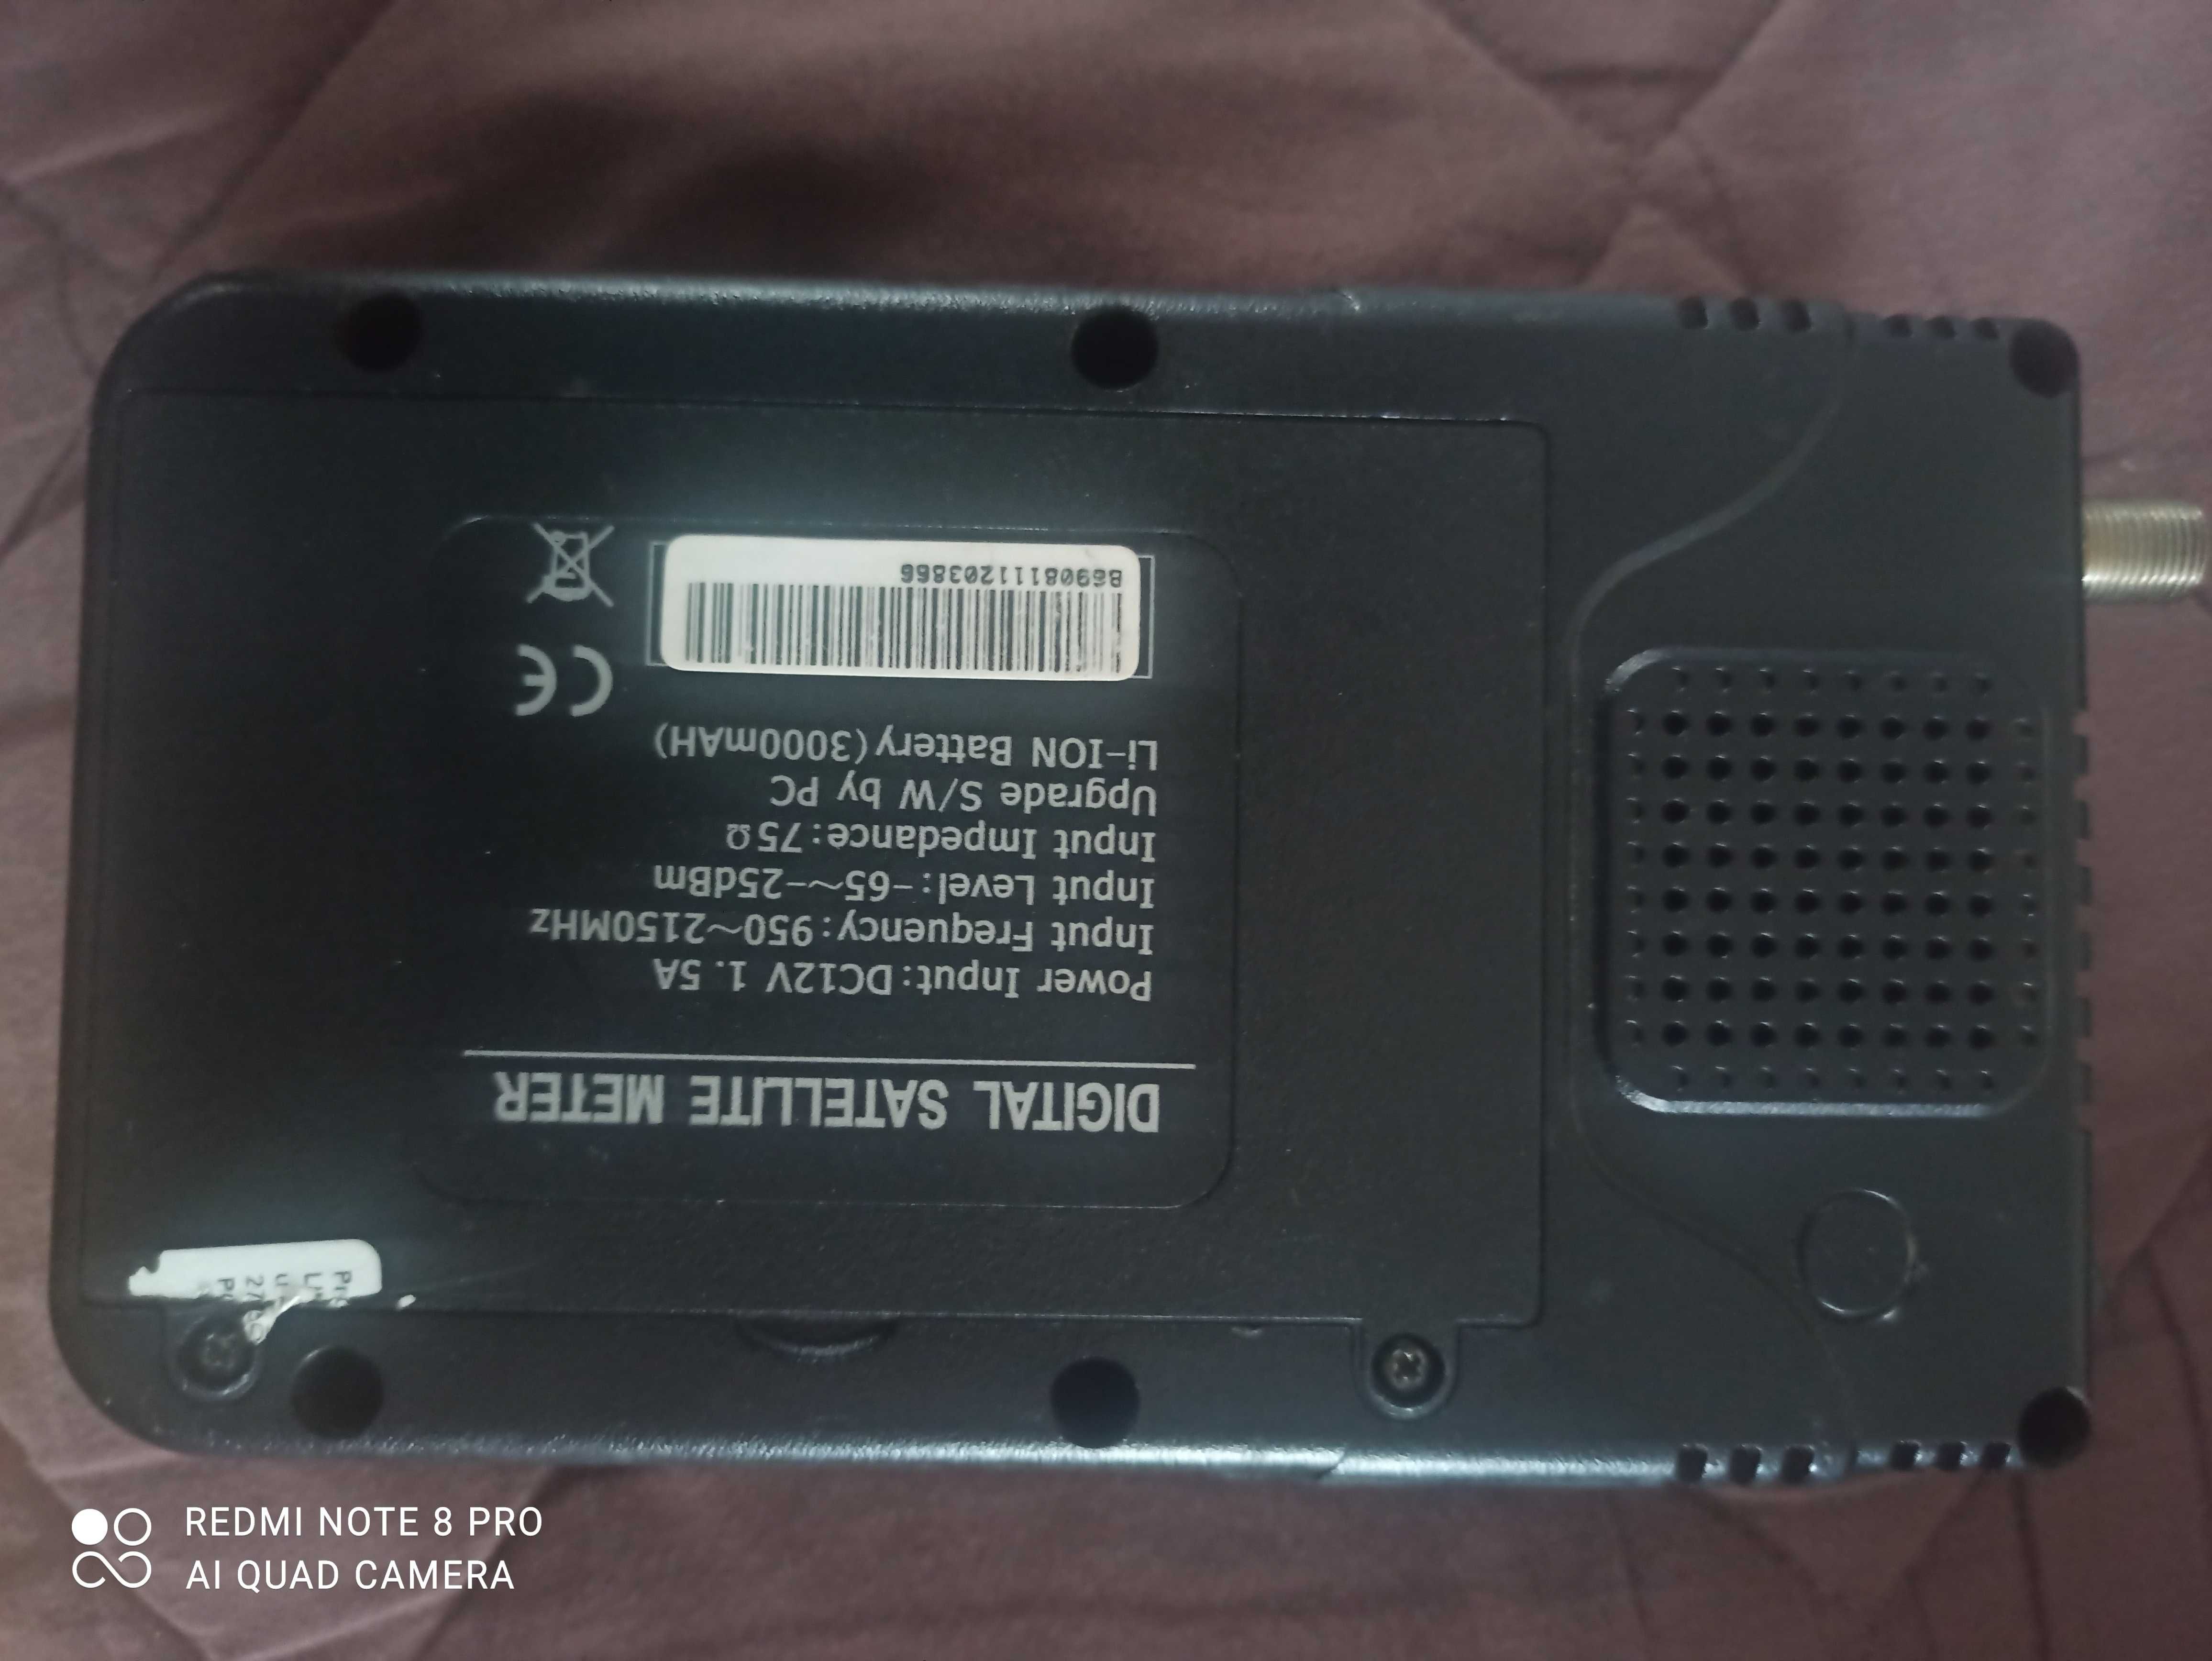 DIGITAL SATELLITE METER
Power Input:DC12V 1.5A
Input Frequency:950~2150MHz
Input Level:-65~-25dBm
Input Impedance:75Ω
Upgrade S/W by PC
Li-ION Battery(3000mAH)
CE
B6908111203866
REDMI NOTE 8 PRO
AI QUAD CAMERA